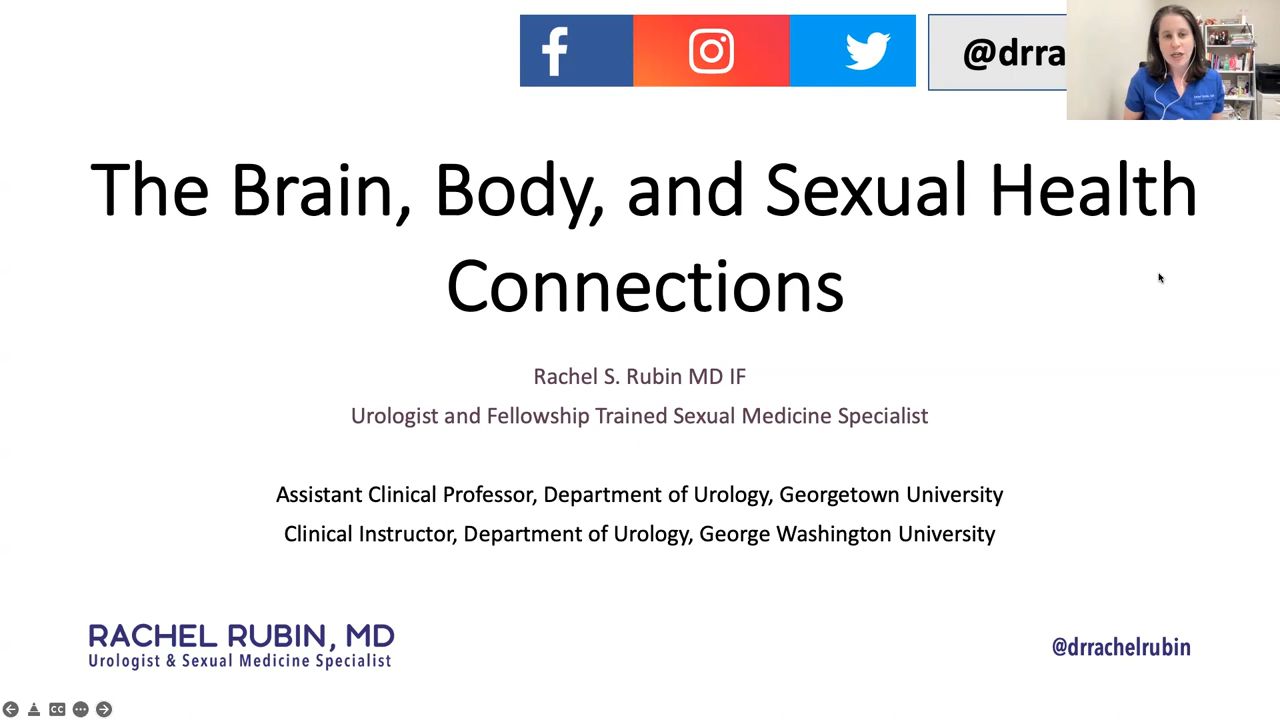 @drra
The Brain, Body, and Sexual Health
Connections
Rachel S. Rubin MD IF
Urologist and Fellowship Trained Sexual Medicine Specialist
Assistant Clinical Professor, Department of Urology, Georgetown University
Clinical Instructor, Department of Urology, George Washington University
RACHEL RUBIN, MD
Urologist & Sexual Medicine Specialist
@drrachelrubin
CC